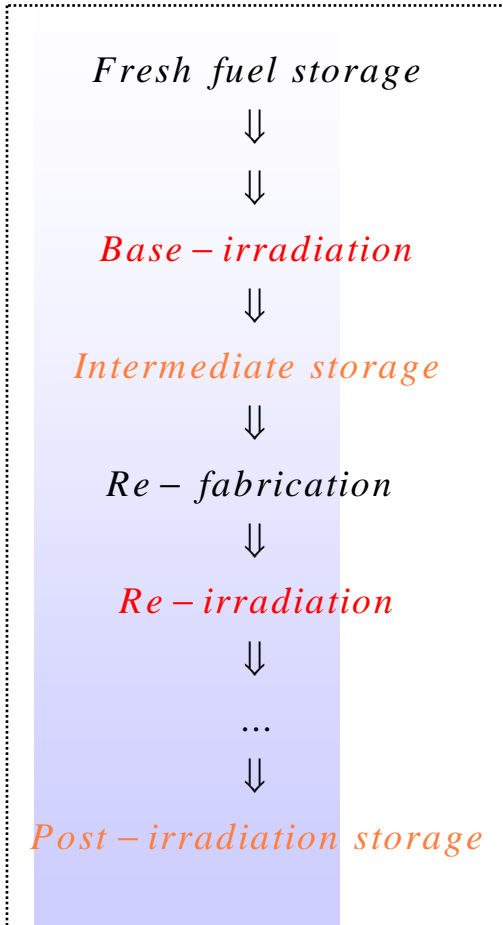 Fresh fuel storage
⇓
⇓
Base – irradiation
⇓
Intermediate storage
⇓
Re – fabrication
⇓
Re – irradiation
⇓
...
⇓
Post – irradiation storage